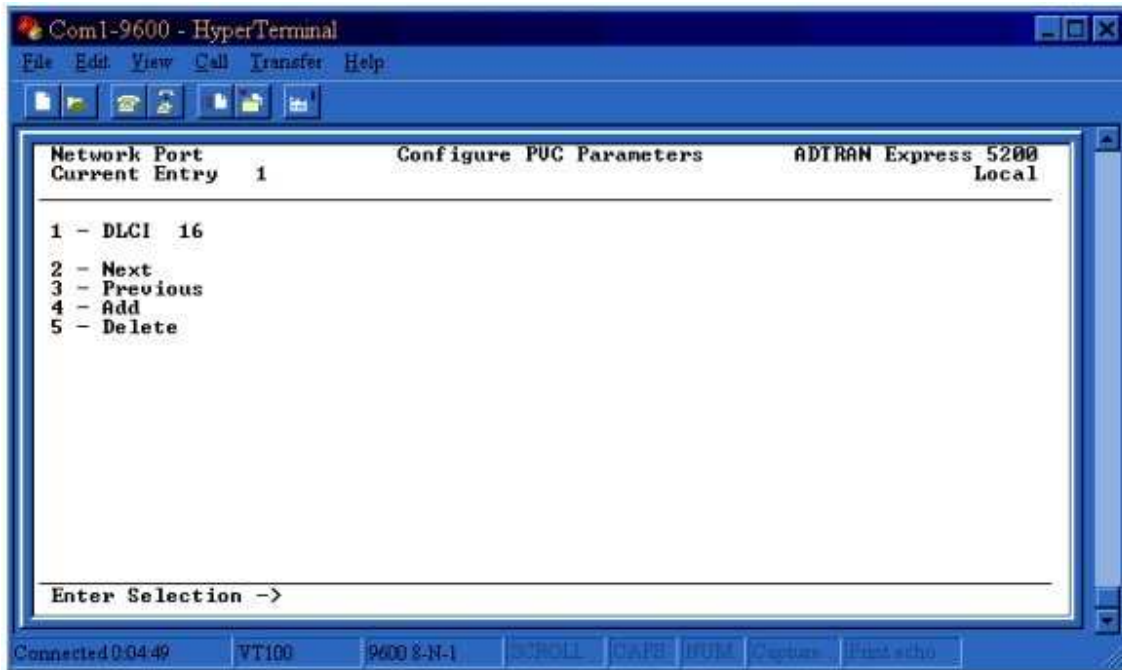 Com1-9600 - HyperTerminal
File Edit View Call Transfer Help
Network Port Configure PVC Parameters ADTRAN Express 5200
Current Entry 1 Local
1 - DLCI 16
2 - Next
3 - Previous
4 - Add
5 - Delete
Enter Selection ->
Connected 0:04:49 VT100 9600 8-N-1 SCROLL CAPS NUM Capture Print echo